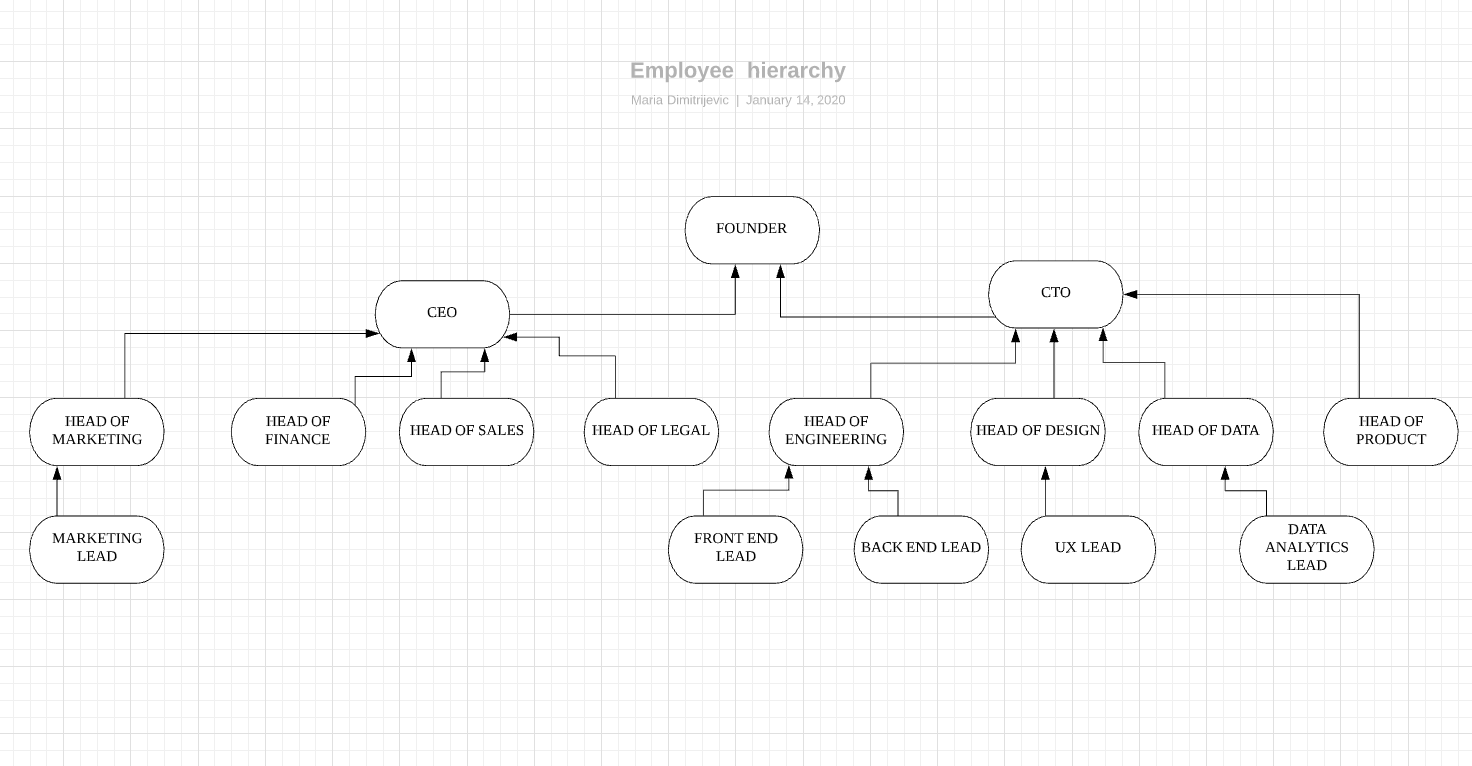 Employee hierarchy
Maria Dimitrijevic | January 14, 2020
FOUNDER
CEO
CTO
HEAD OF
MARKETING
HEAD OF
FINANCE
HEAD OF SALES
HEAD OF LEGAL
HEAD OF
ENGINEERING
HEAD OF DESIGN
HEAD OF DATA
HEAD OF
PRODUCT
MARKETING
LEAD
FRONT END
LEAD
BACK END LEAD
UX LEAD
DATA
ANALYTICS
LEAD